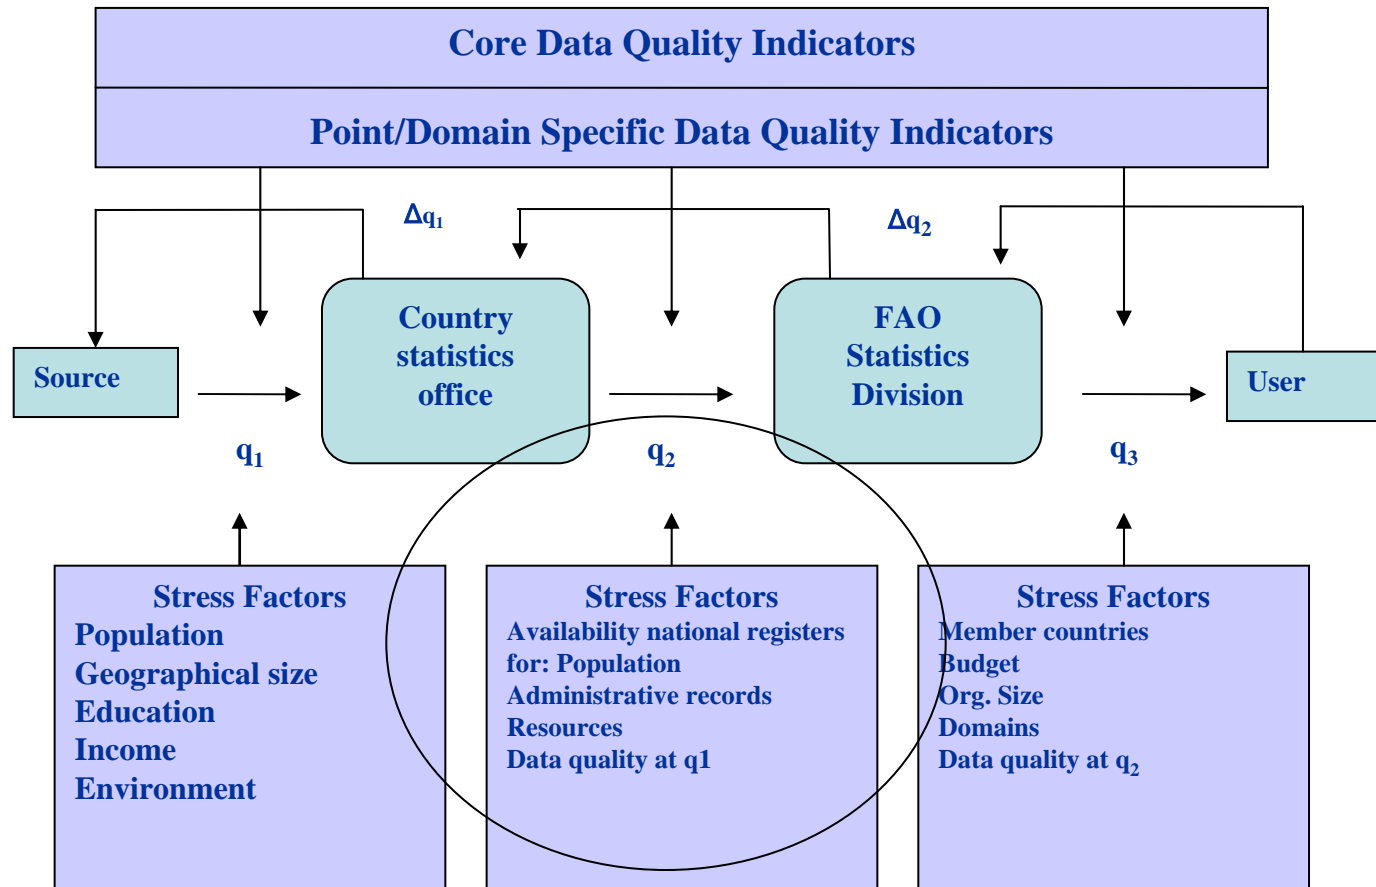 Core Data Quality Indicators
Point/Domain Specific Data Quality Indicators
Δq₁
Δq₂
Source
Country
statistics
office
FAO
Statistics
Division
User
q₁
q₂
q₃
Stress Factors
Population
Geographical size
Education
Income
Environment
Stress Factors
Availability national registers
for: Population
Administrative records
Resources
Data quality at q1
Stress Factors
Member countries
Budget
Org. Size
Domains
Data quality at q₂